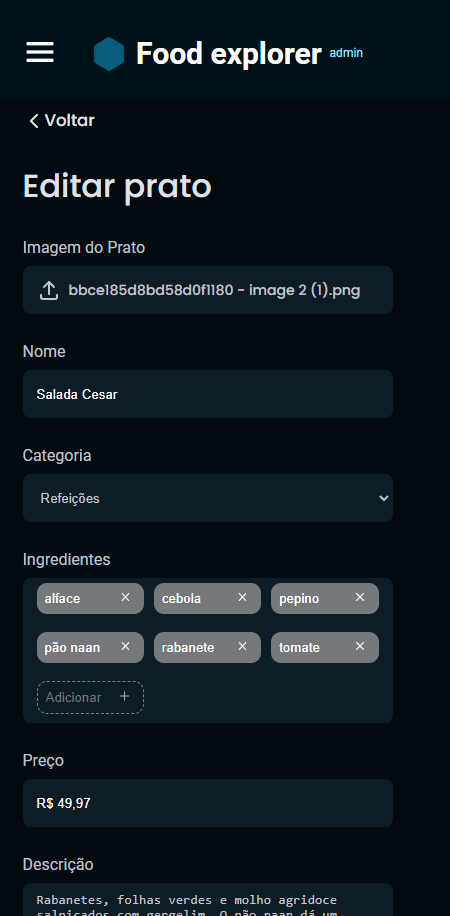 Food explorer admin
Voltar
Editar prato
Imagem do Prato
bbce185d8bd58d0f1180 - image 2 (1).png
Nome
Salada Cesar
Categoria
Refeições
Ingredientes
alface × cebola × pepino ×
pão naan × rabanete × tomate ×
Adicionar +
Preço
R$ 49,97
Descrição
Rabanetes, folhas verdes e molho agridoce
salpicados com gergelim. O pão naan dá um